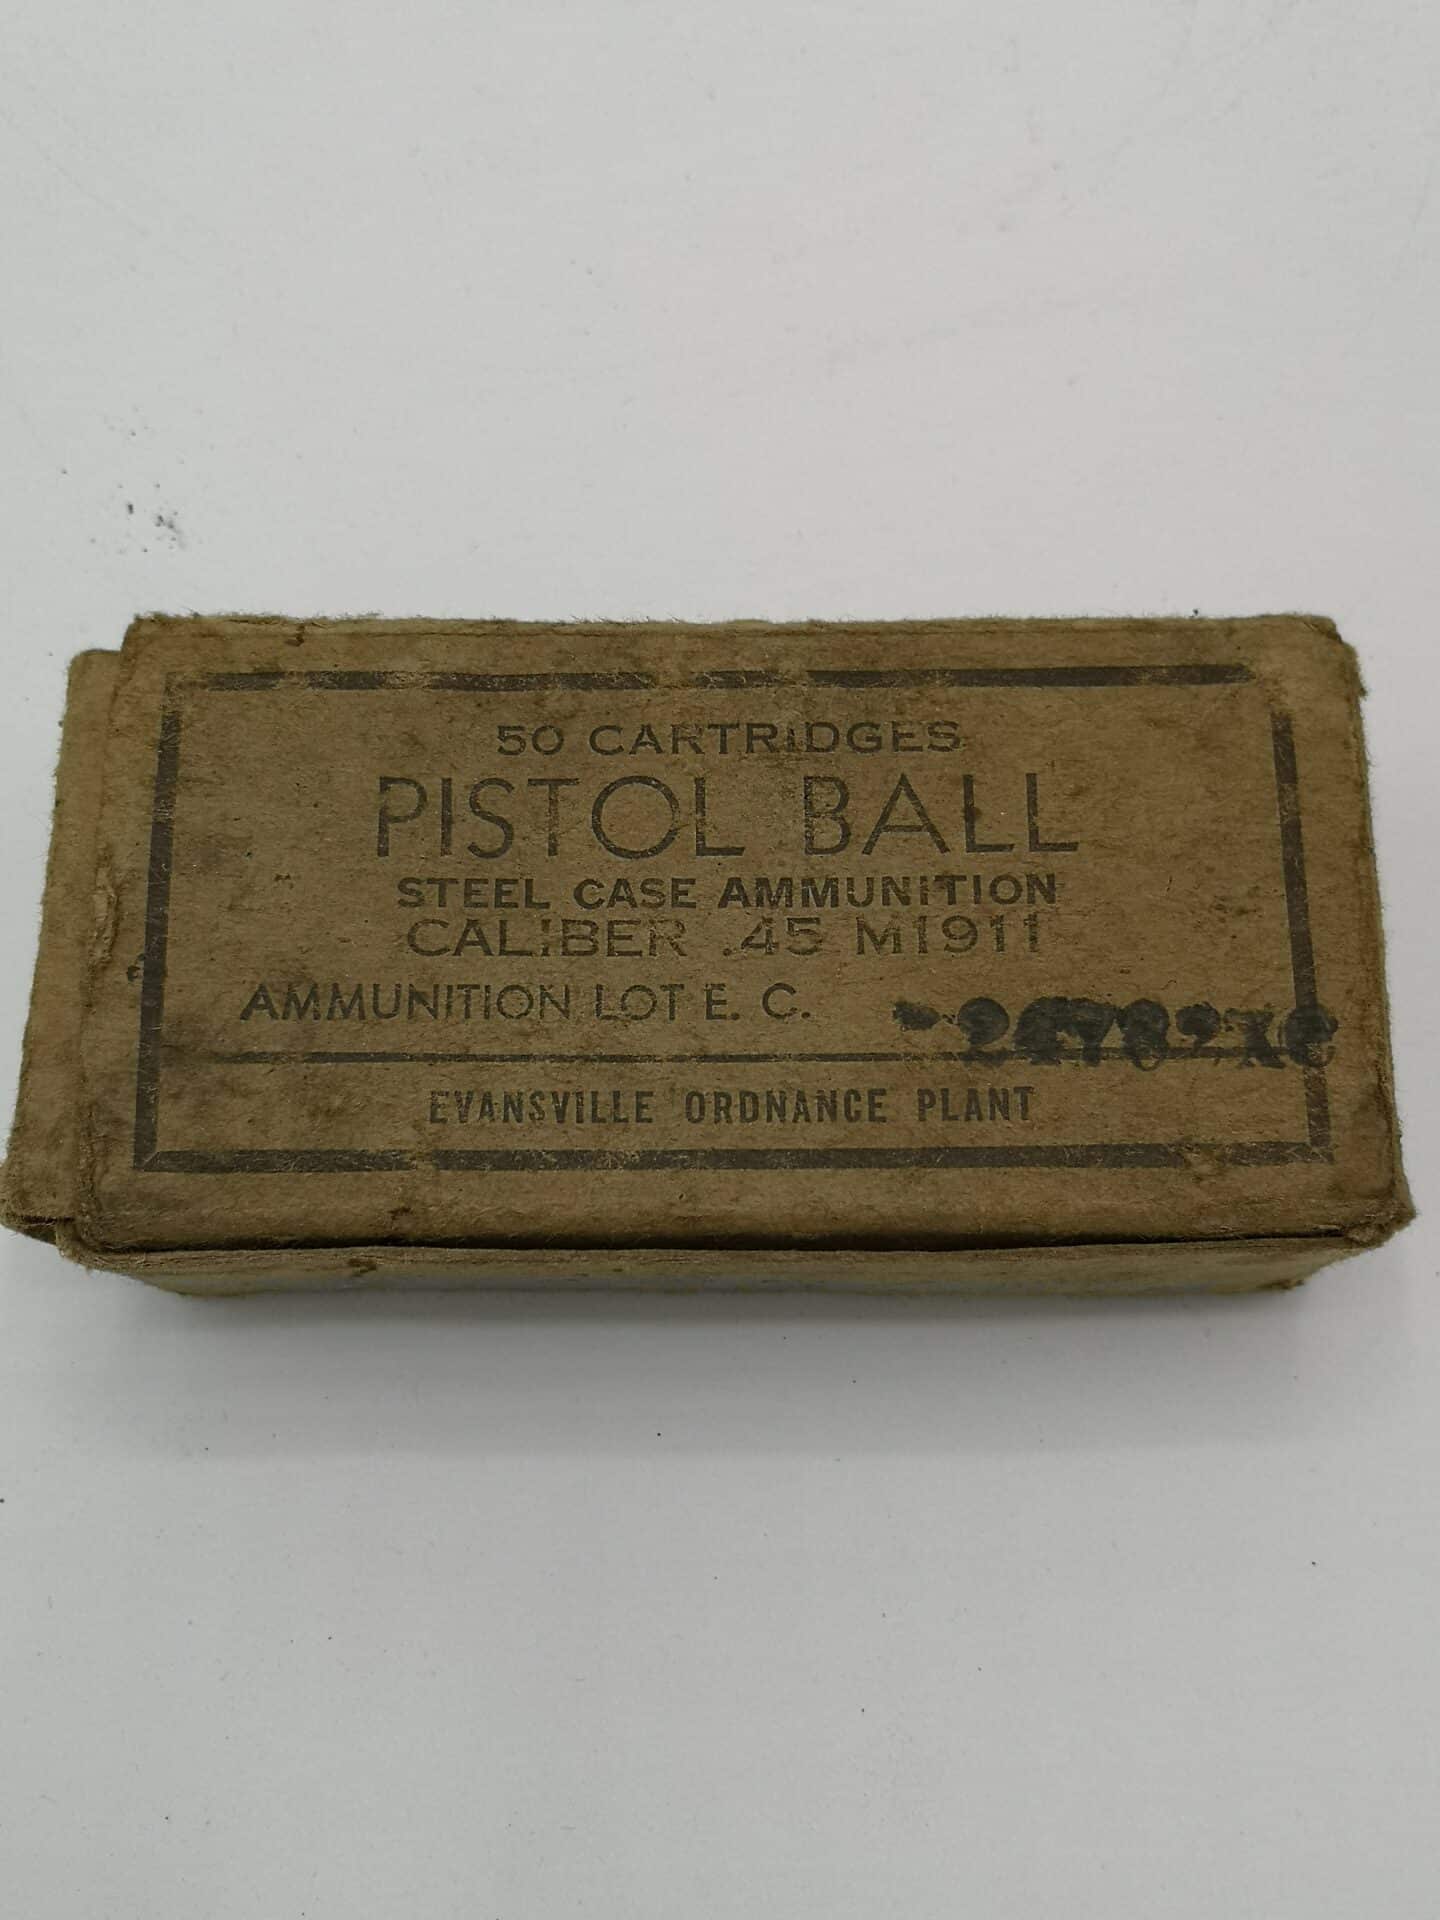 50 CARTRIDGES
PISTOL BALL
STEEL CASE AMMUNITION
CALIBER .45 M1911
AMMUNITION LOT E. C.
EVANSVILLE ORDNANCE PLANT